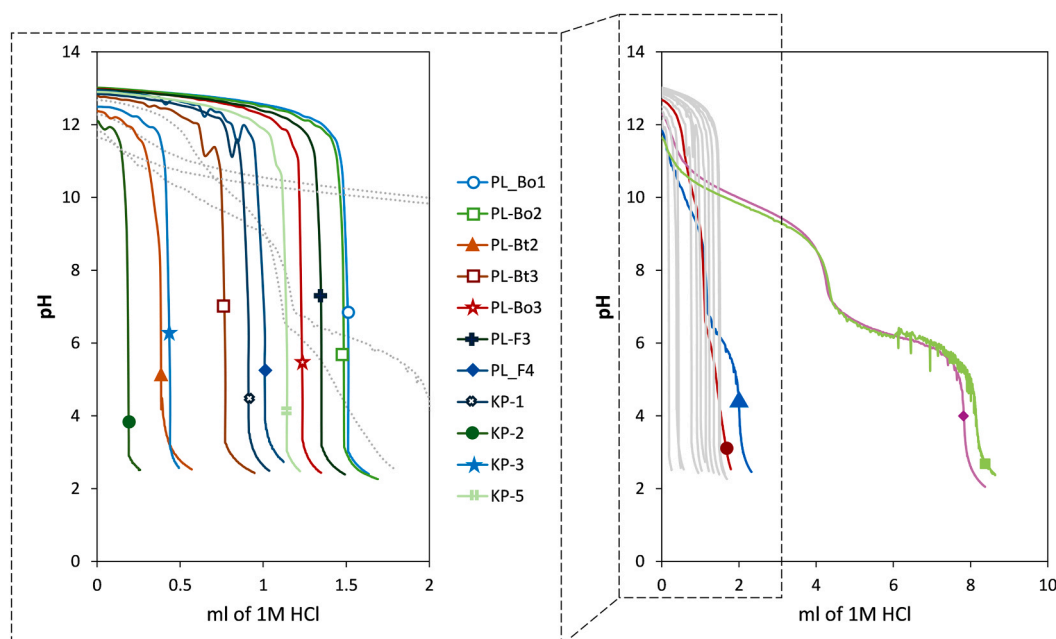 14
12
10
8
6
4
2
0
pH
0
0.5
1
1.5
2
ml of 1M HCl
PL_Bo1
PL-Bo2
PL-Bt2
PL-Bt3
PL-Bo3
PL-F3
PL_F4
KP-1
KP-2
KP-3
KP-5
14
12
10
8
6
4
2
0
pH
0
2
4
6
8
10
ml of 1M HCl